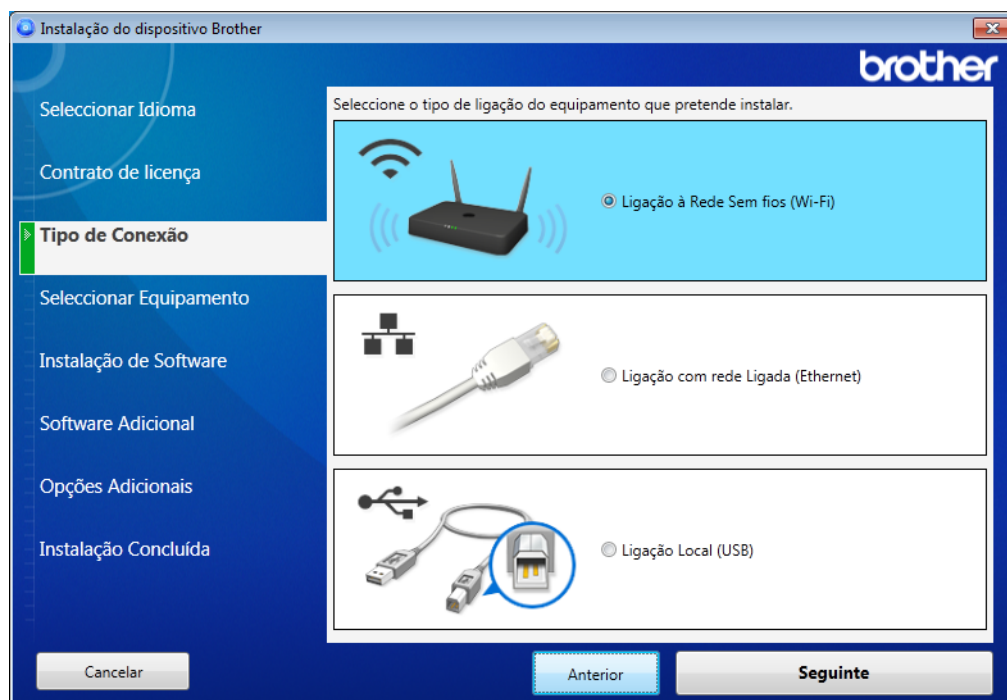 Instalação do dispositivo Brother
brother
Seleccionar Idioma
Contrato de licença
Tipo de Conexão
Seleccionar Equipamento
Instalação de Software
Software Adicional
Opções Adicionais
Instalação Concluída
Seleccione o tipo de ligação do equipamento que pretende instalar.
Ligação à Rede Sem fios (Wi-Fi)
Ligação com rede Ligada (Ethernet)
Ligação Local (USB)
Cancelar
Anterior
Seguinte